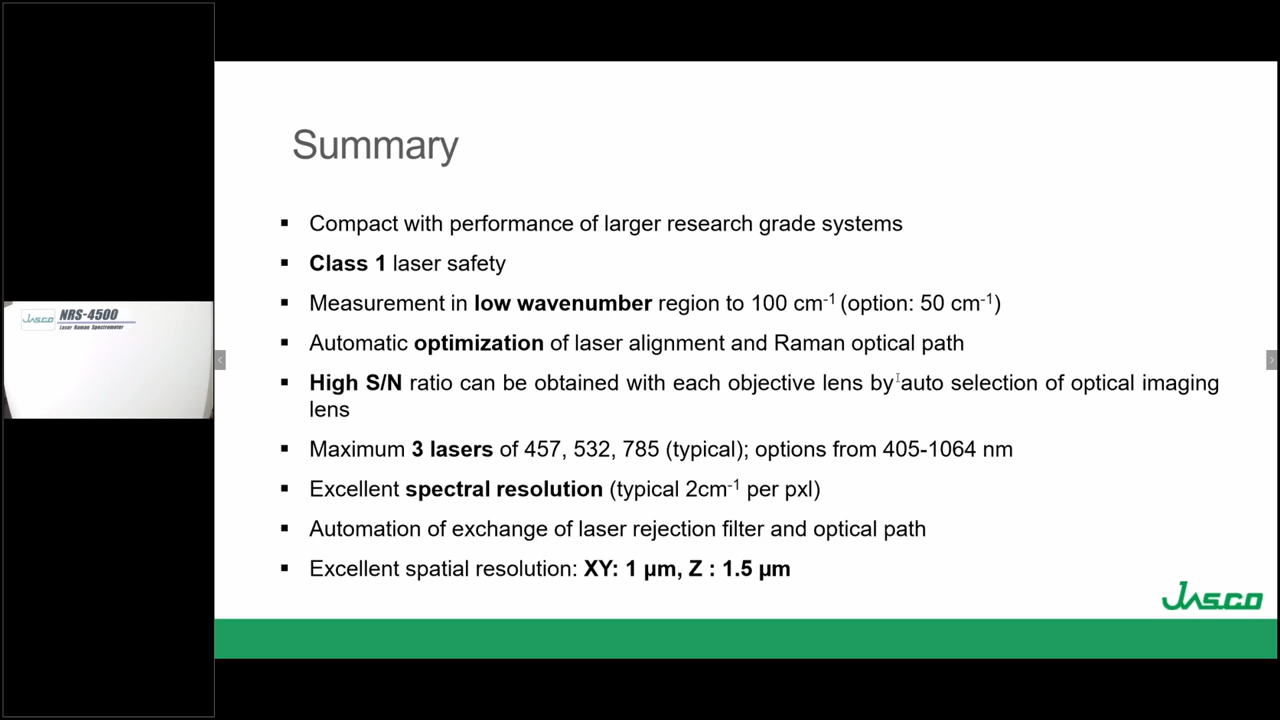 Summary
▪ Compact with performance of larger research grade systems
▪ Class 1 laser safety
▪ Measurement in low wavenumber region to 100 cm⁻¹ (option: 50 cm⁻¹)
▪ Automatic optimization of laser alignment and Raman optical path
▪ High S/N ratio can be obtained with each objective lens by auto selection of optical imaging
lens
▪ Maximum 3 lasers of 457, 532, 785 (typical); options from 405-1064 nm
▪ Excellent spectral resolution (typical 2cm⁻¹ per pxl)
▪ Automation of exchange of laser rejection filter and optical path
▪ Excellent spatial resolution: XY: 1 µm, Z : 1.5 µm
Jasco
Jasco NRS-4500
Laser Raman Spectrometer